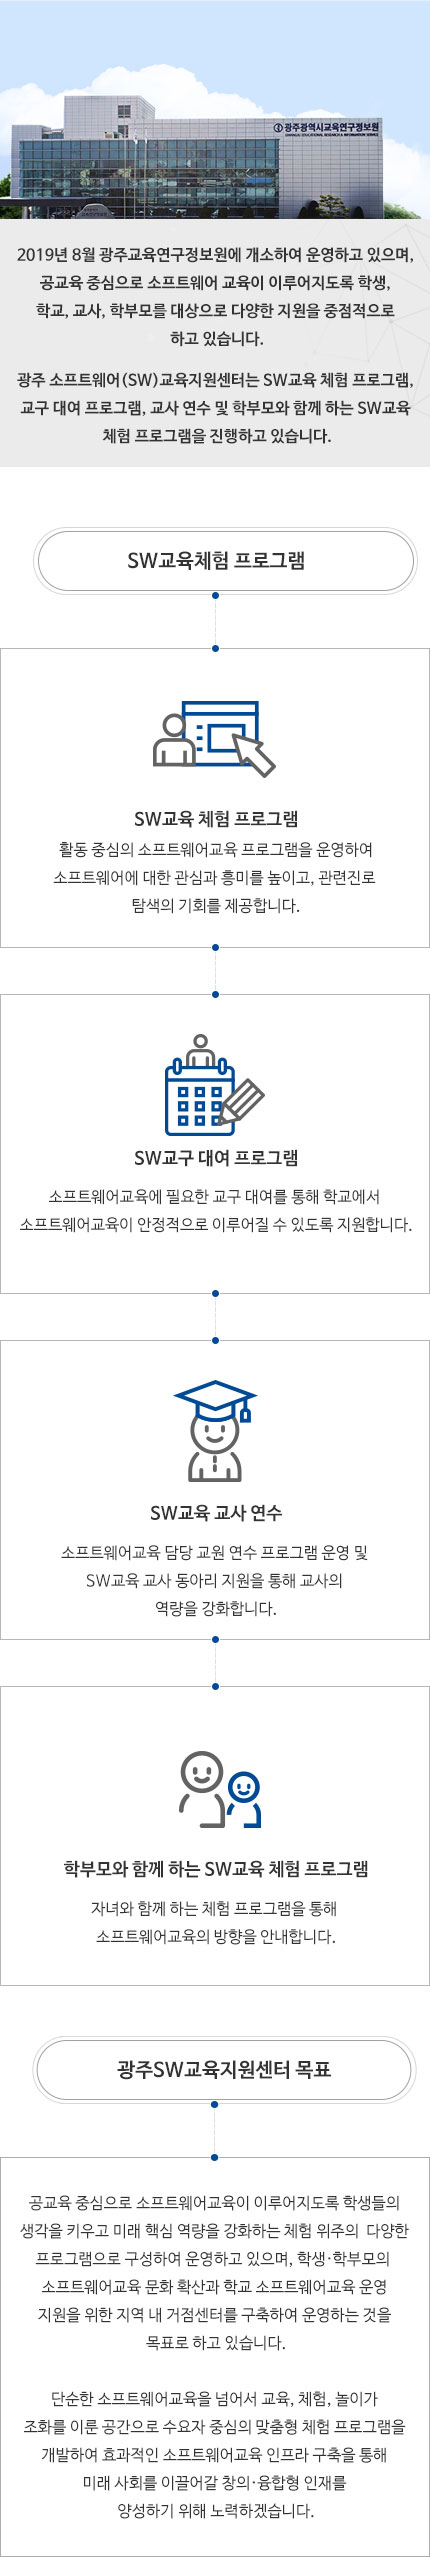 광주광역시교육연구정보원
GWANGJU EDUCATIONAL RESEARCH & INFORMATION SERVICE
2019년 8월 광주교육연구정보원에 개소하여 운영하고 있으며,
공교육 중심으로 소프트웨어 교육이 이루어지도록 학생,
학교, 교사, 학부모를 대상으로 다양한 지원을 중점적으로
하고 있습니다.
광주 소프트웨어(SW)교육지원센터는 SW교육 체험 프로그램,
교구 대여 프로그램, 교사 연수 및 학부모와 함께 하는 SW교육
체험 프로그램을 진행하고 있습니다.
SW교육체험 프로그램
SW교육 체험 프로그램
활동 중심의 소프트웨어교육 프로그램을 운영하여
소프트웨어에 대한 관심과 흥미를 높이고, 관련진로
탐색의 기회를 제공합니다.
SW교구 대여 프로그램
소프트웨어교육에 필요한 교구 대여를 통해 학교에서
소프트웨어교육이 안정적으로 이루어질 수 있도록 지원합니다.
SW교육 교사 연수
소프트웨어교육 담당 교원 연수 프로그램 운영 및
SW교육 교사 동아리 지원을 통해 교사의
역량을 강화합니다.
학부모와 함께 하는 SW교육 체험 프로그램
자녀와 함께 하는 체험 프로그램을 통해
소프트웨어교육의 방향을 안내합니다.
광주SW교육지원센터 목표
공교육 중심으로 소프트웨어교육이 이루어지도록 학생들의
생각을 키우고 미래 핵심 역량을 강화하는 체험 위주의 다양한
프로그램으로 구성하여 운영하고 있으며, 학생·학부모의
소프트웨어교육 문화 확산과 학교 소프트웨어교육 운영
지원을 위한 지역 내 거점센터를 구축하여 운영하는 것을
목표로 하고 있습니다.
단순한 소프트웨어교육을 넘어서 교육, 체험, 놀이가
조화를 이룬 공간으로 수요자 중심의 맞춤형 체험 프로그램을
개발하여 효과적인 소프트웨어교육 인프라 구축을 통해
미래 사회를 이끌어갈 창의·융합형 인재를
양성하기 위해 노력하겠습니다.